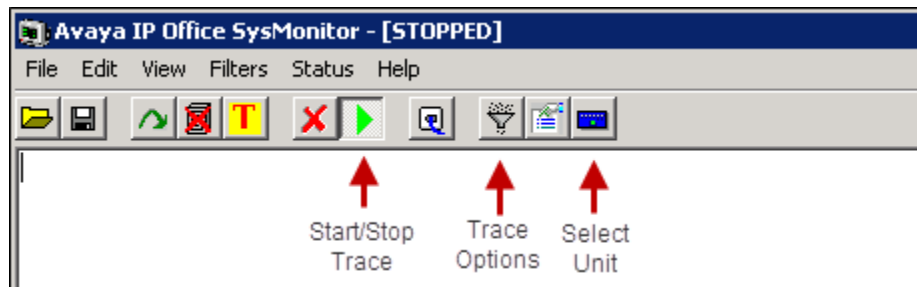 Avaya IP Office SysMonitor - [STOPPED]
File Edit View Filters Status Help
T
Start/Stop
Trace
Trace
Options
Select
Unit